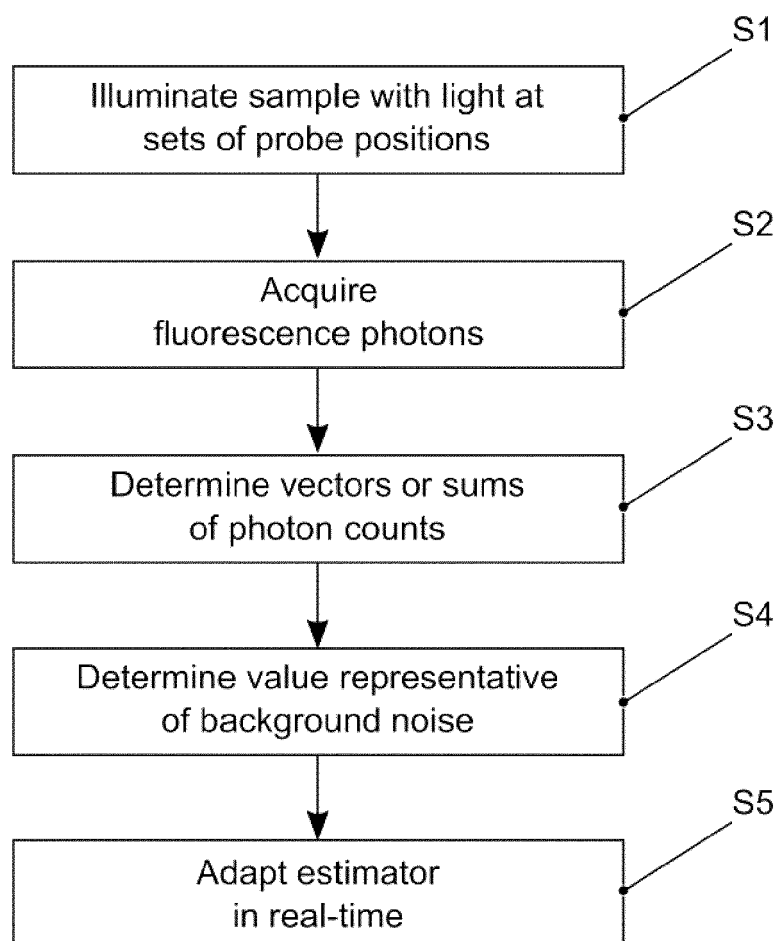 S1
Illuminate sample with light at
sets of probe positions
S2
Acquire
fluorescence photons
S3
Determine vectors or sums
of photon counts
S4
Determine value representative
of background noise
S5
Adapt estimator
in real-time